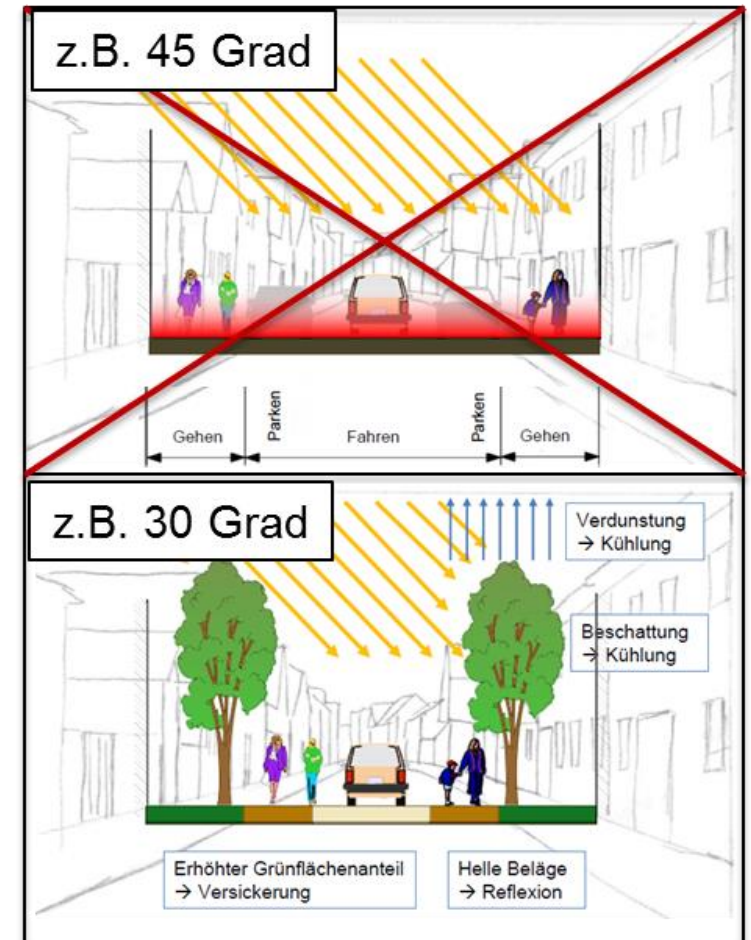 z.B. 45 Grad
Gehen
Parken
Fahren
Parken
Gehen
z.B. 30 Grad
Verdunstung
→ Kühlung
Beschattung
→ Kühlung
Erhöhter Grünflächenanteil
→ Versickerung
Helle Beläge
→ Reflexion